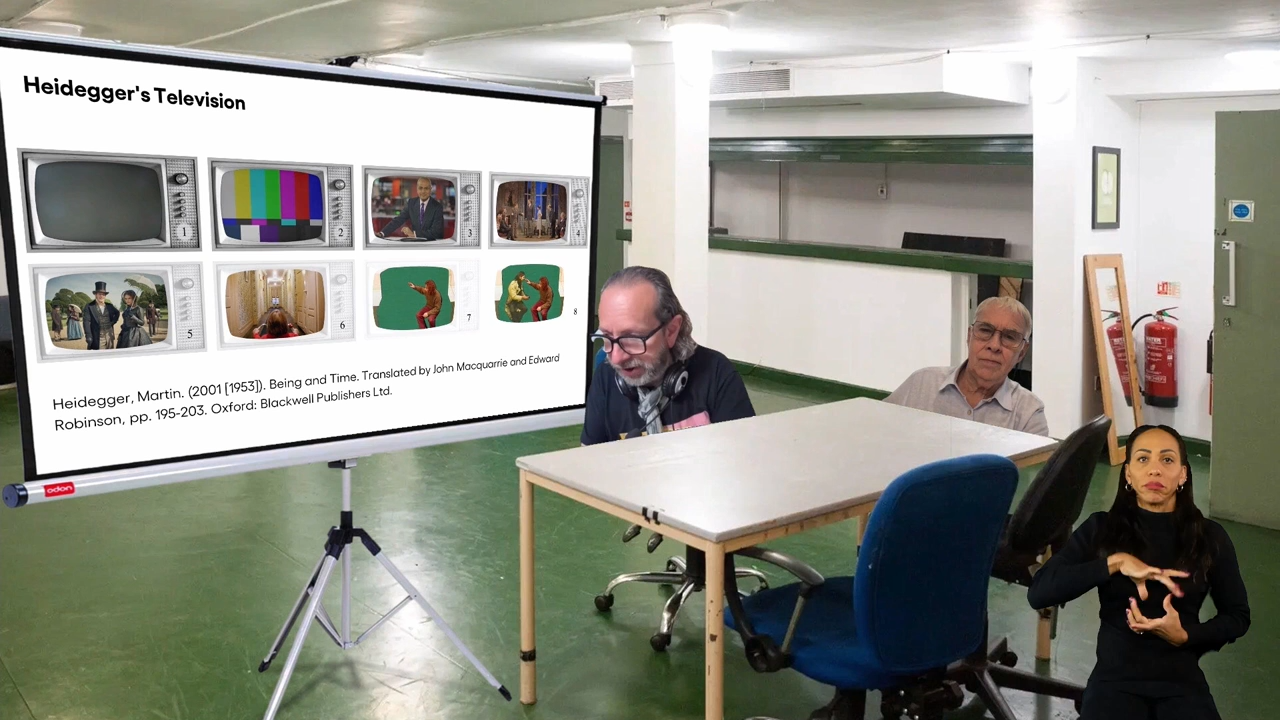 Heidegger's Television
1
2
3
4
5
6
7
8
Heidegger, Martin. (2001 [1953]). Being and Time. Translated by John Macquarrie and Edward
Robinson, pp. 195-203. Oxford: Blackwell Publishers Ltd.
odon